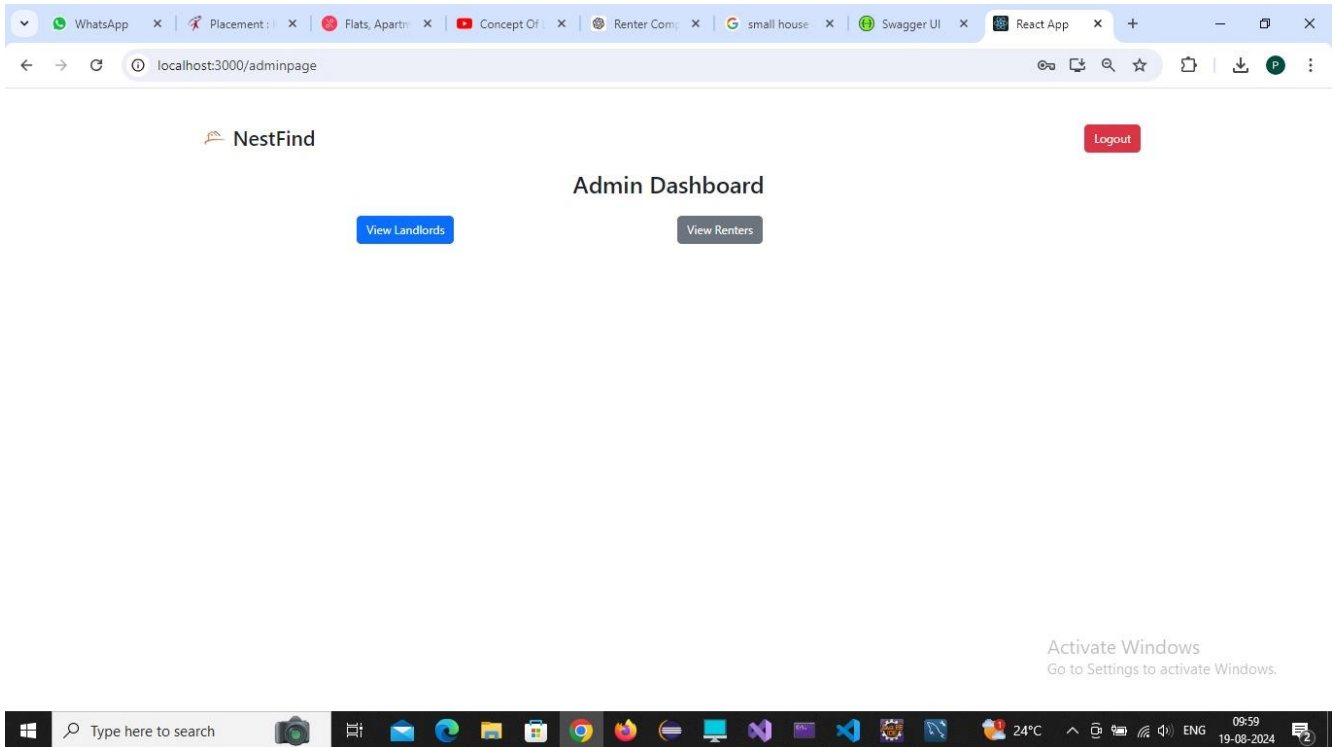 WhatsApp
Placement :
Flats, Apartm
Concept Of
Renter Com
small house
Swagger UI
React App
localhost:3000/adminpage
P
NestFind
Logout
Admin Dashboard
View Landlords
View Renters
Activate Windows
Go to Settings to activate Windows.
Type here to search
24°C
ENG
09:59
19-08-2024
2